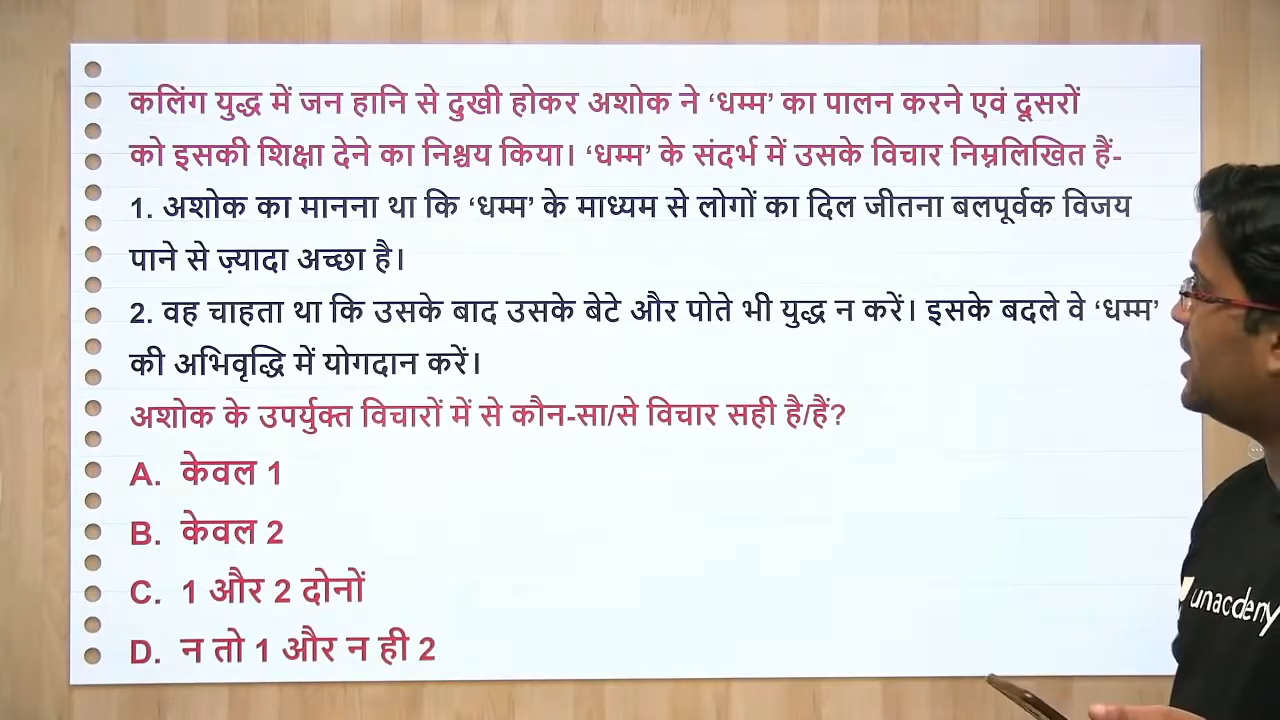 कलिंग युद्ध में जन हानि से दुखी होकर अशोक ने ‘धम्म’ का पालन करने एवं दूसरों
को इसकी शिक्षा देने का निश्चय किया। ‘धम्म’ के संदर्भ में उसके विचार निम्नलिखित हैं-
1. अशोक का मानना था कि ‘धम्म’ के माध्यम से लोगों का दिल जीतना बलपूर्वक विजय
पाने से ज़्यादा अच्छा है।
2. वह चाहता था कि उसके बाद उसके बेटे और पोते भी युद्ध न करें। इसके बदले वे ‘धम्म’
की अभिवृद्धि में योगदान करें।
अशोक के उपर्युक्त विचारों में से कौन-सा/से विचार सही है/हैं?
A. केवल 1
B. केवल 2
C. 1 और 2 दोनों
D. न तो 1 और न ही 2
unacdeny